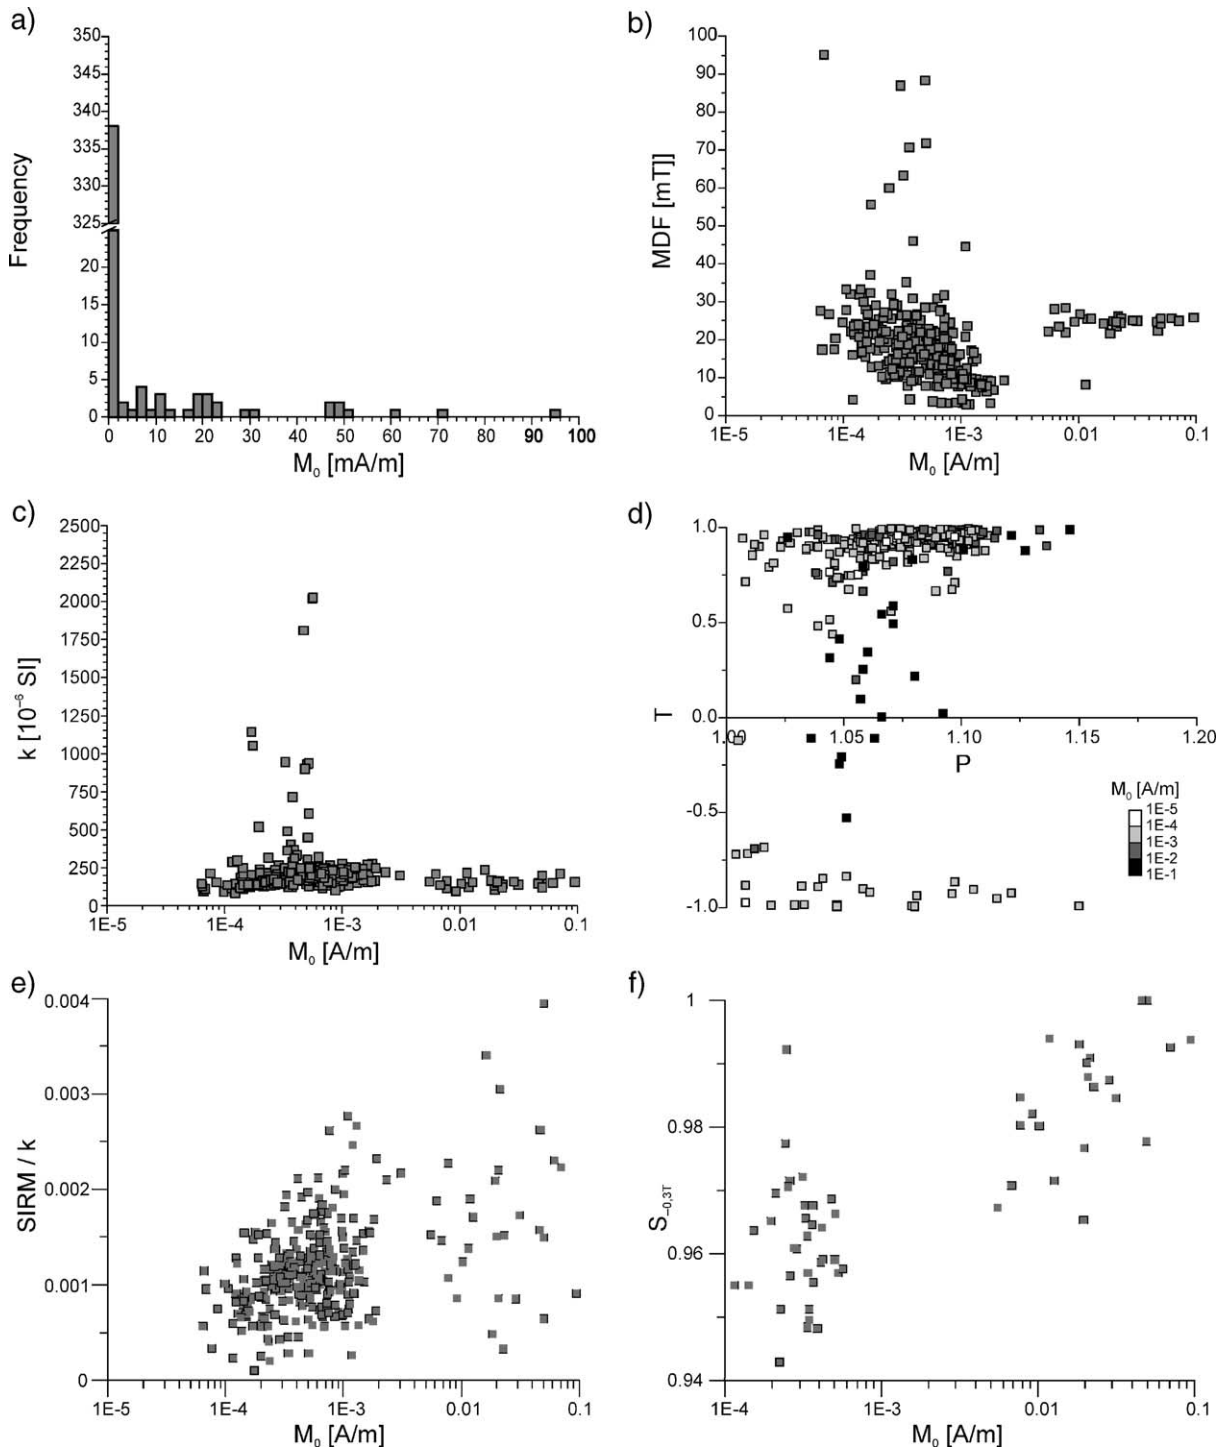 a)
350
345
340
335
330
325
20
15
10
5
0
Frequency
0 10 20 30 40 50 60 70 80 90 100
M0 [mA/m]
b)
100
90
80
70
60
50
40
30
20
10
0
MDF [mT]]
1E-5 1E-4 1E-3 0.01 0.1
M0 [A/m]
c)
2500
2250
2000
1750
1500
1250
1000
750
500
250
0
k [10⁻⁶ SI]
1E-5 1E-4 1E-3 0.01 0.1
M0 [A/m]
d)
1.0
0.5
0.0
-0.5
-1.0
T
1.00 1.05 1.10 1.15 1.20
P
M0 [A/m]
1E-5
1E-4
1E-3
1E-2
1E-1
e)
0.004
0.003
0.002
0.001
0
SIRM / k
1E-5 1E-4 1E-3 0.01 0.1
M0 [A/m]
f)
1
0.98
0.96
0.94
S−0,3T
1E-4 1E-3 0.01 0.1
M0 [A/m]